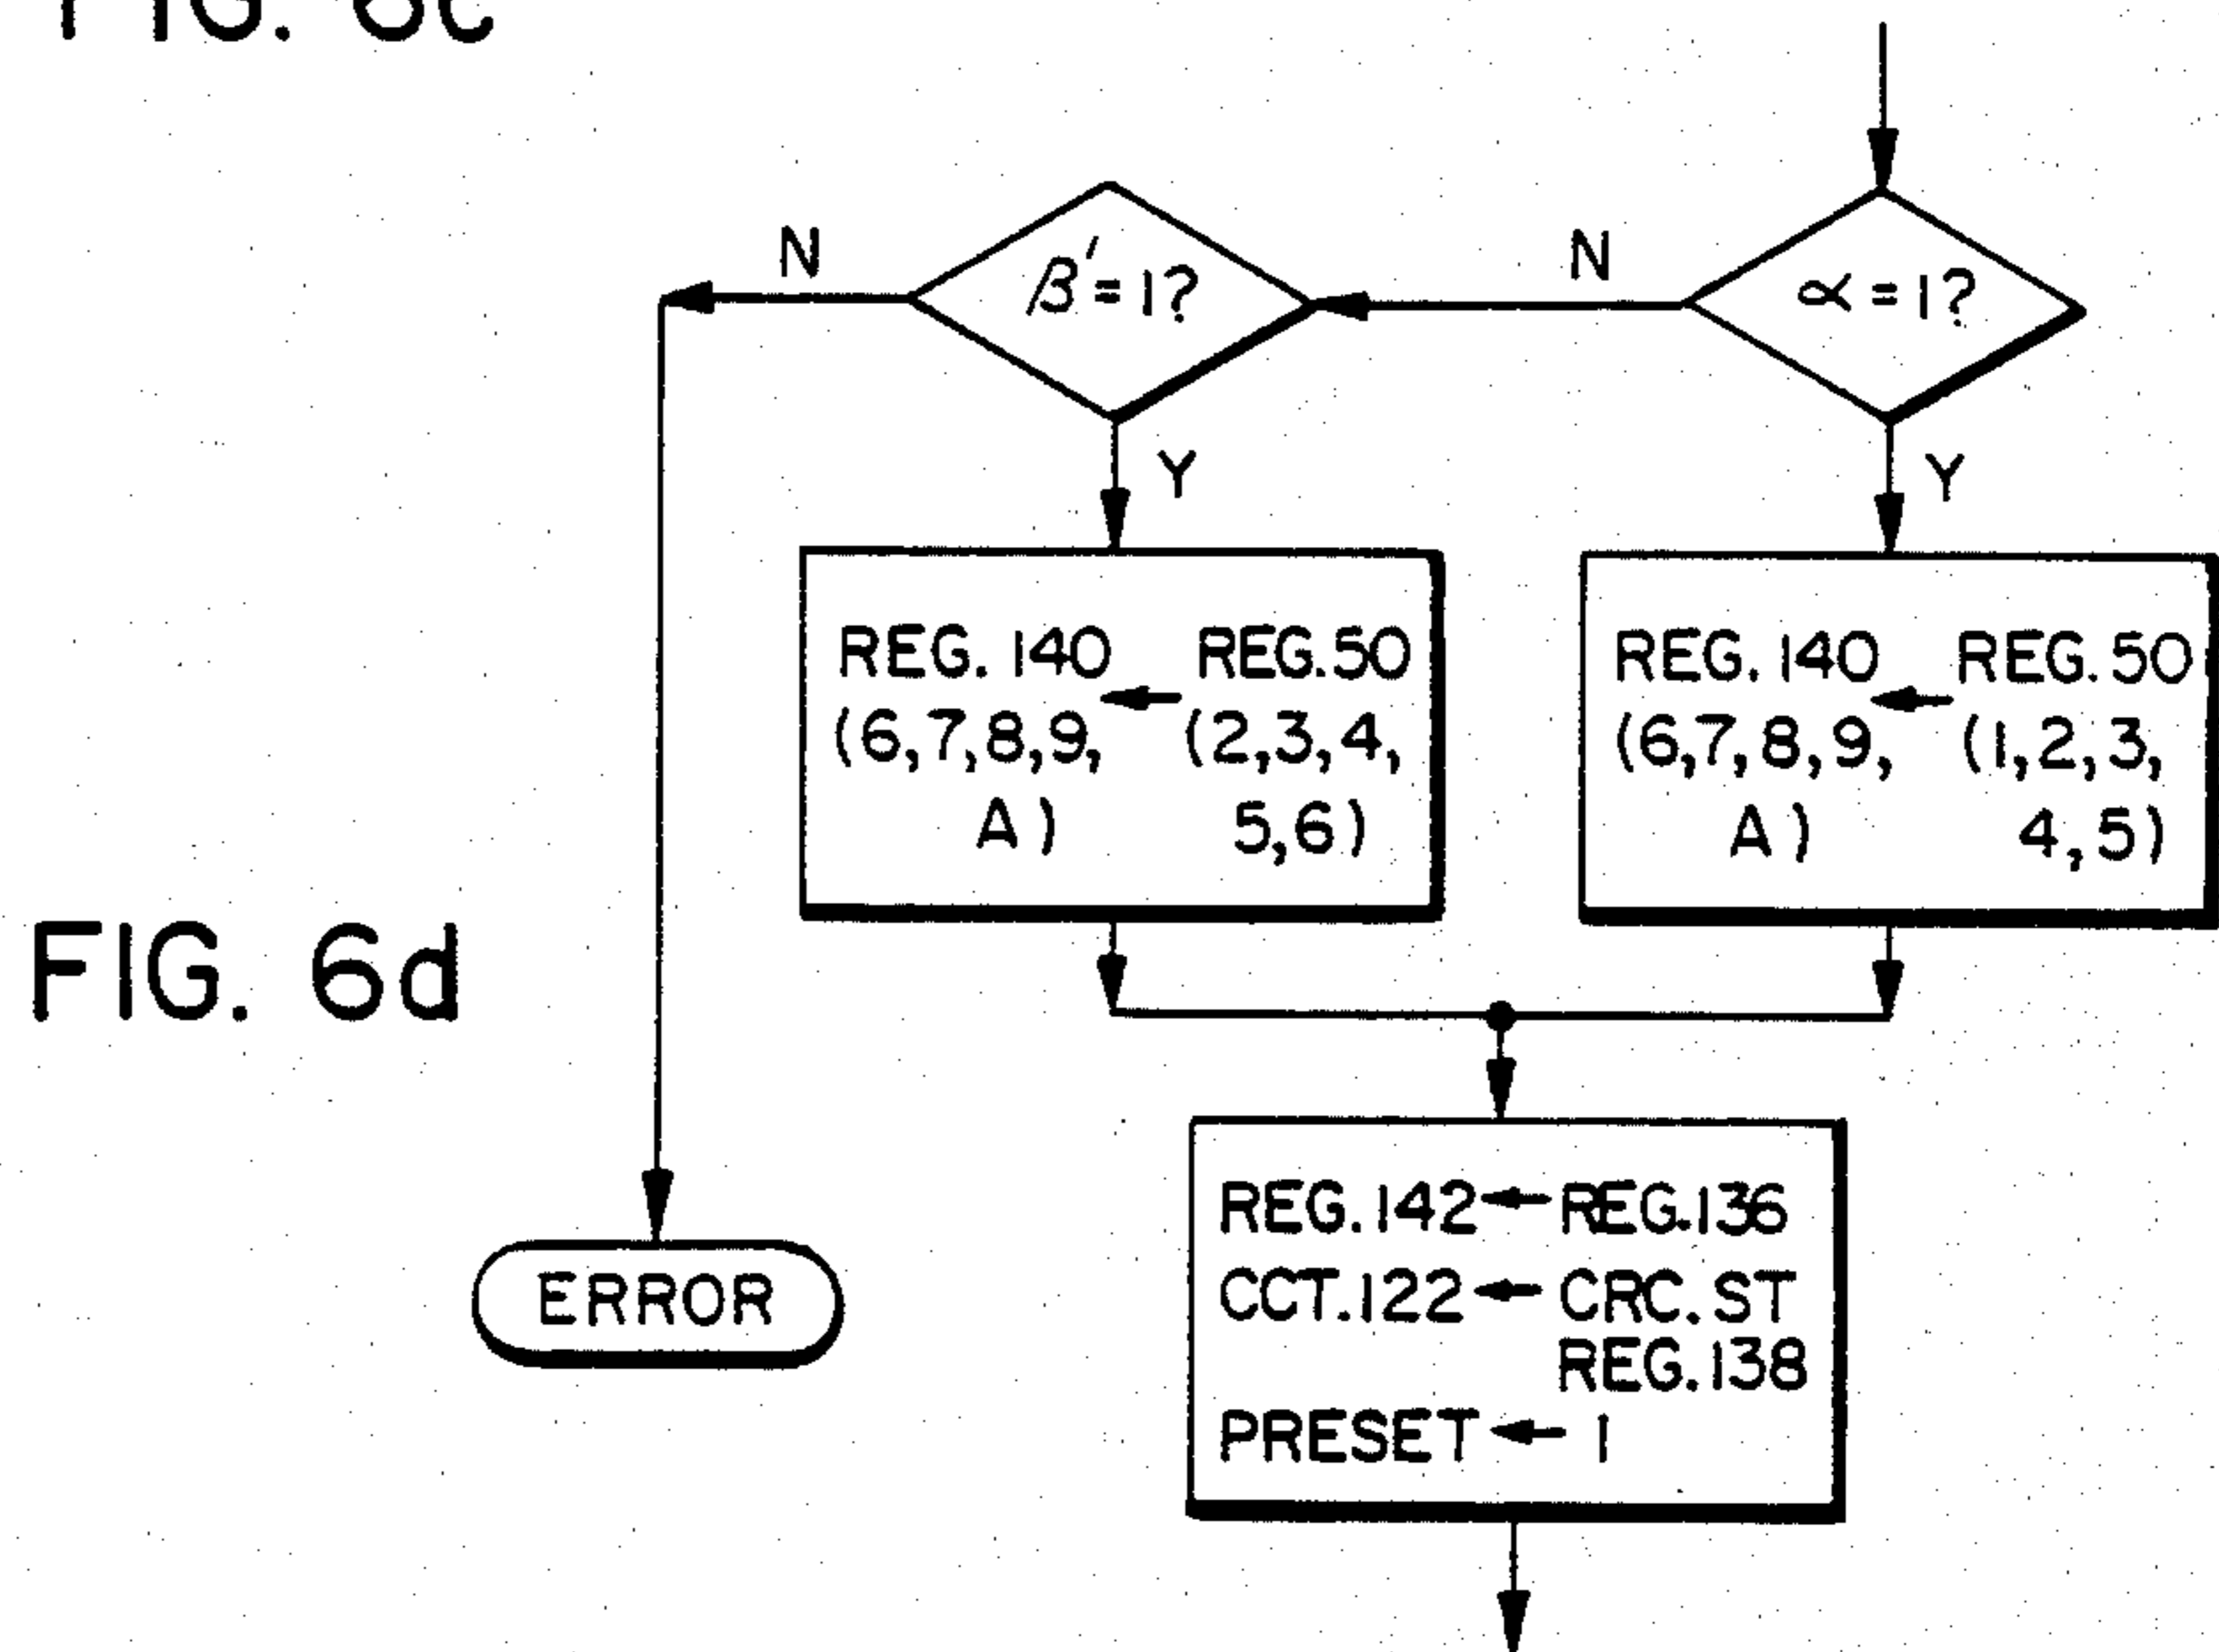 FIG. 6c
N
β'=1?
N
α=1?
Y
Y
REG. 140 REG.50
(6,7,8,9, (2,3,4,
A) 5,6)
REG. 140 REG. 50
(6,7,8,9, (1,2,3,
A) 4,5)
FIG. 6d
ERROR
REG. 142 ← REG.136
CCT.122 ← CRC. ST
REG. 138
PRESET ← 1